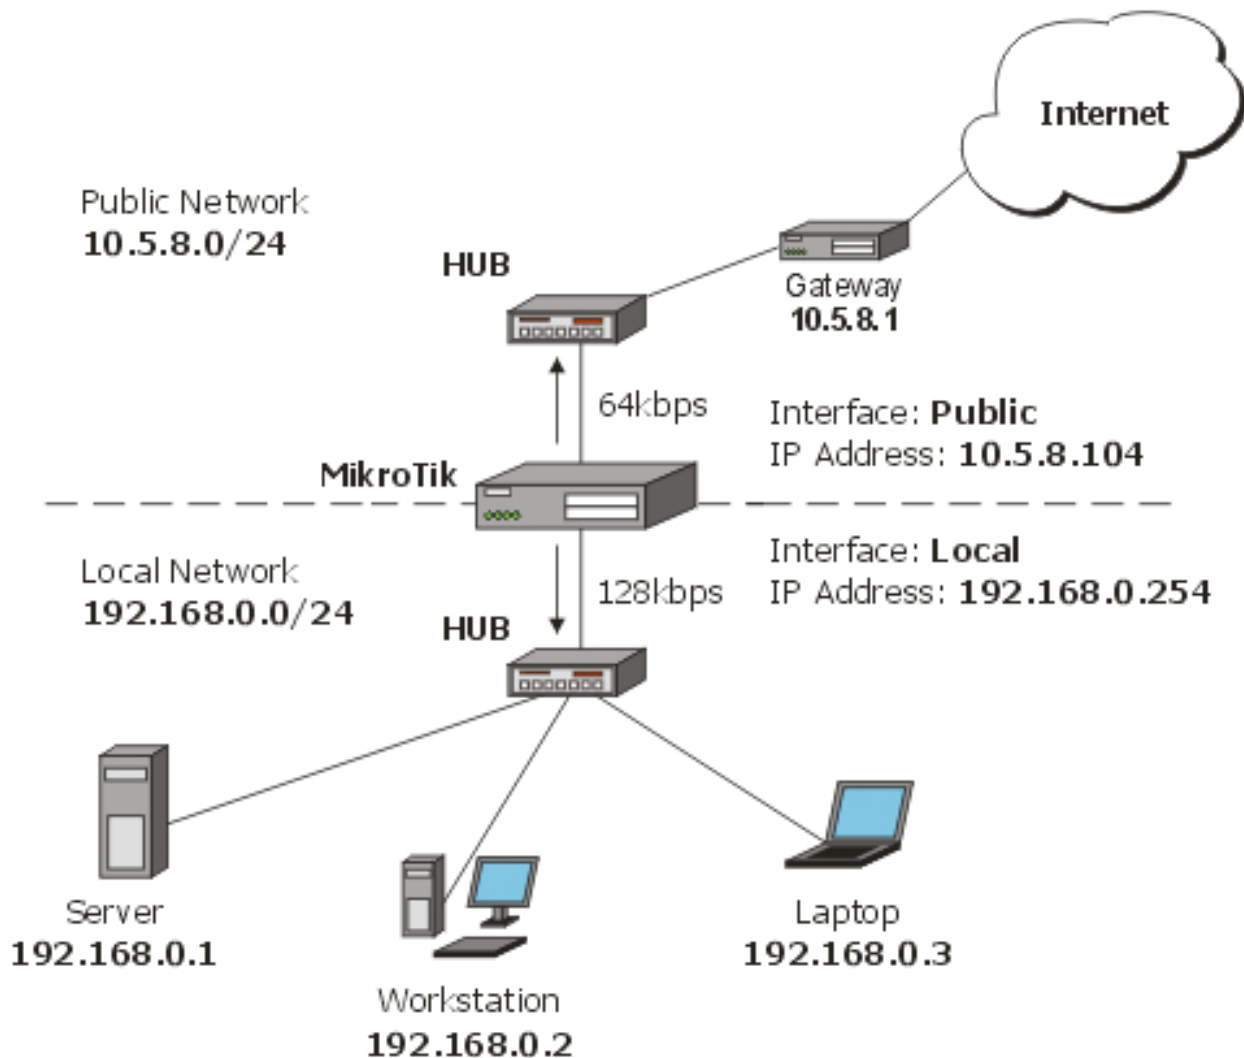 Internet
Public Network
10.5.8.0/24
HUB
Gateway
10.5.8.1
64kbps
Interface: Public
IP Address: 10.5.8.104
MikroTik
Local Network
192.168.0.0/24
HUB
128kbps
Interface: Local
IP Address: 192.168.0.254
Server
192.168.0.1
Workstation
192.168.0.2
Laptop
192.168.0.3